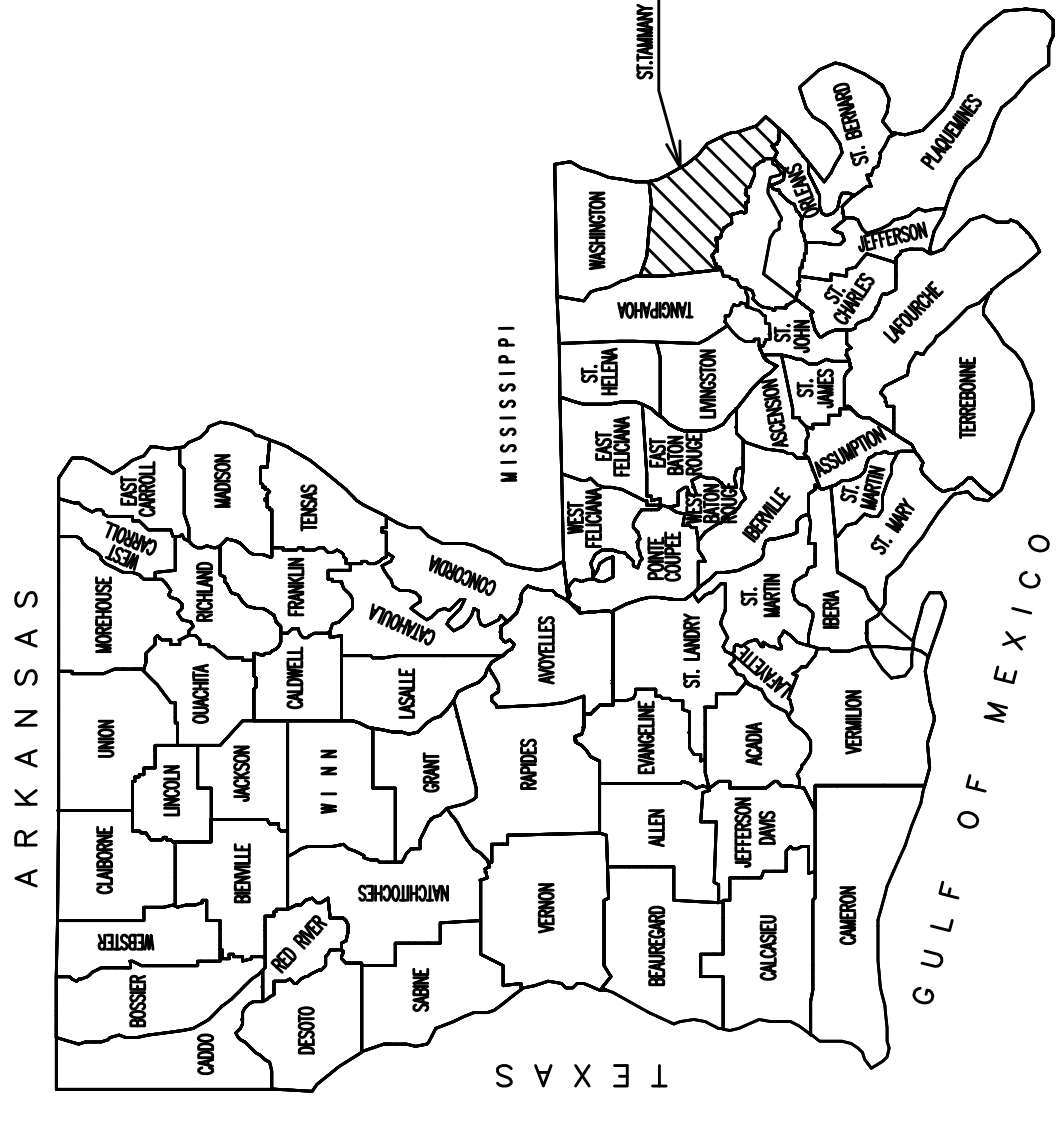 ARKANSAS
MISSISSIPPI
TEXAS
GULF OF MEXICO
ST.TAMMANY
CADDO
BOSSIER
WEBSTER
CLAIBORNE
UNION
MOREHOUSE
WEST
CARROLL
EAST
CARROLL
LINCOLN
OUACHITA
RICHLAND
MADISON
DESOTO
RED RIVER
BIENVILLE
JACKSON
CALDWELL
FRANKLIN
TENSAS
SABINE
NATCHITOCHES
WINN
GRANT
LASALLE
CATAHOULA
CONCORDIA
VERNON
RAPIDES
AVOYELLES
BEAUREGARD
ALLEN
EVANGELINE
ST. LANDRY
POINTE
COUPEE
WEST
FELICIANA
EAST
FELICIANA
ST.
HELENA
TANGIPAHOA
WASHINGTON
CALCASIEU
JEFFERSON
DAVIS
ACADIA
LAFAYETTE
ST.
MARTIN
IBERVILLE
WEST
BATON
ROUGE
EAST
BATON
ROUGE
LIVINGSTON
ASCENSION
ST.
JAMES
ST.
JOHN
ST.
CHARLES
ORLEANS
ST. BERNARD
CAMERON
VERMILION
IBERIA
ST. MARY
ST.
MARTIN
ASSUMPTION
TERREBONNE
LAFOURCHE
JEFFERSON
PLAQUEMINES